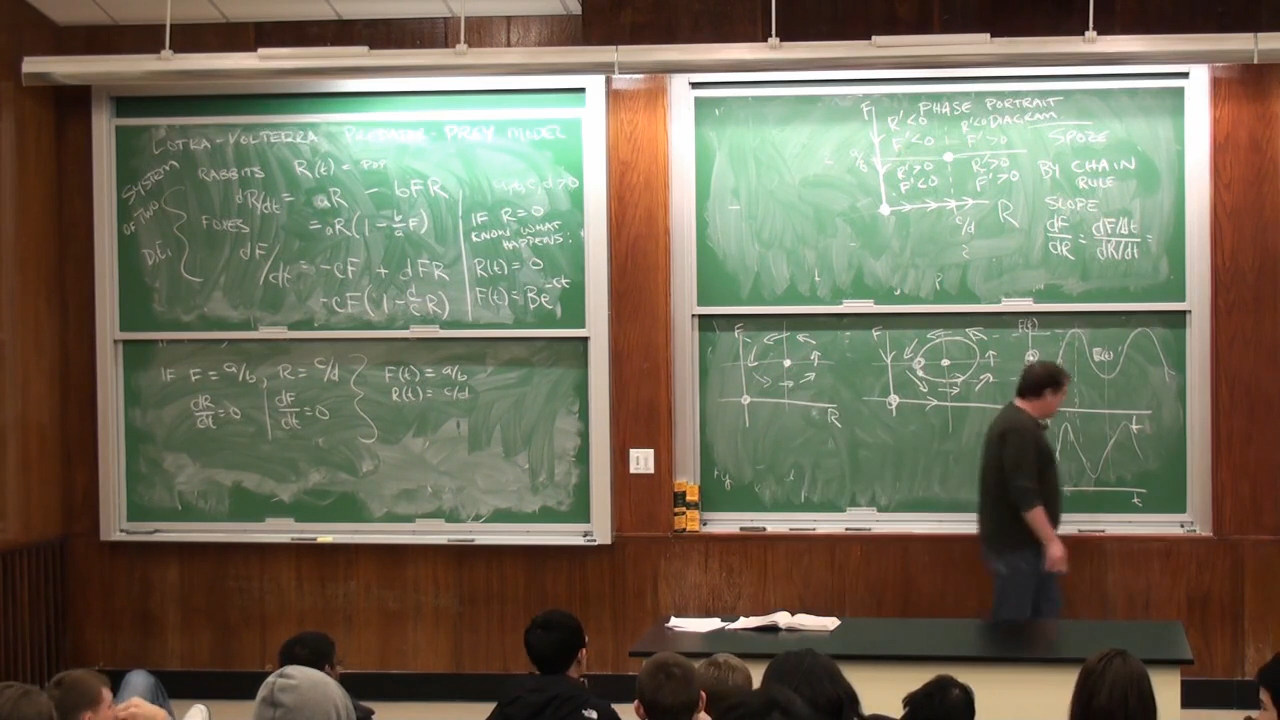 LOTKA-VOLTERRA PREDATOR-PREY MODEL
SYSTEM
OF TWO
D.E.'s
RABBITS R(t) = POP
dR/dt = aR - bFR
FOXES = aR(1 - b/a F)
dF/dt = -cF + dFR
-cF(1 - d/c R)
a,b,c,d>0
IF R=0
KNOW WHAT
HAPPENS:
R(t) = 0
F(t) = Be^-ct
IF F = a/b, R = c/d
dR/dt = 0
dF/dt = 0
F(t) = a/b
R(t) = c/d
PHASE PORTRAIT
DIAGRAM
F
R'<0
F'<0
R'<0
F'>0
a/b
R'>0
F'<0
R'>0
F'>0
R
c/d
SPOZE
BY CHAIN
RULE
SLOPE
dF/dR = dF/dt / dR/dt =
F
R
F
F(t)
R(t)
t
t